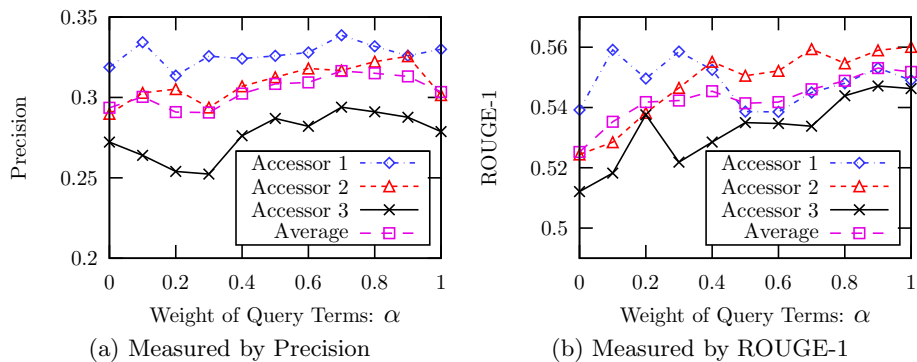 0.35
0.3
0.25
0.2
Precision
Accessor 1
Accessor 2
Accessor 3
Average
0 0.2 0.4 0.6 0.8 1
Weight of Query Terms: α
(a) Measured by Precision
0.56
0.54
0.52
0.5
ROUGE-1
Accessor 1
Accessor 2
Accessor 3
Average
0 0.2 0.4 0.6 0.8 1
Weight of Query Terms: α
(b) Measured by ROUGE-1